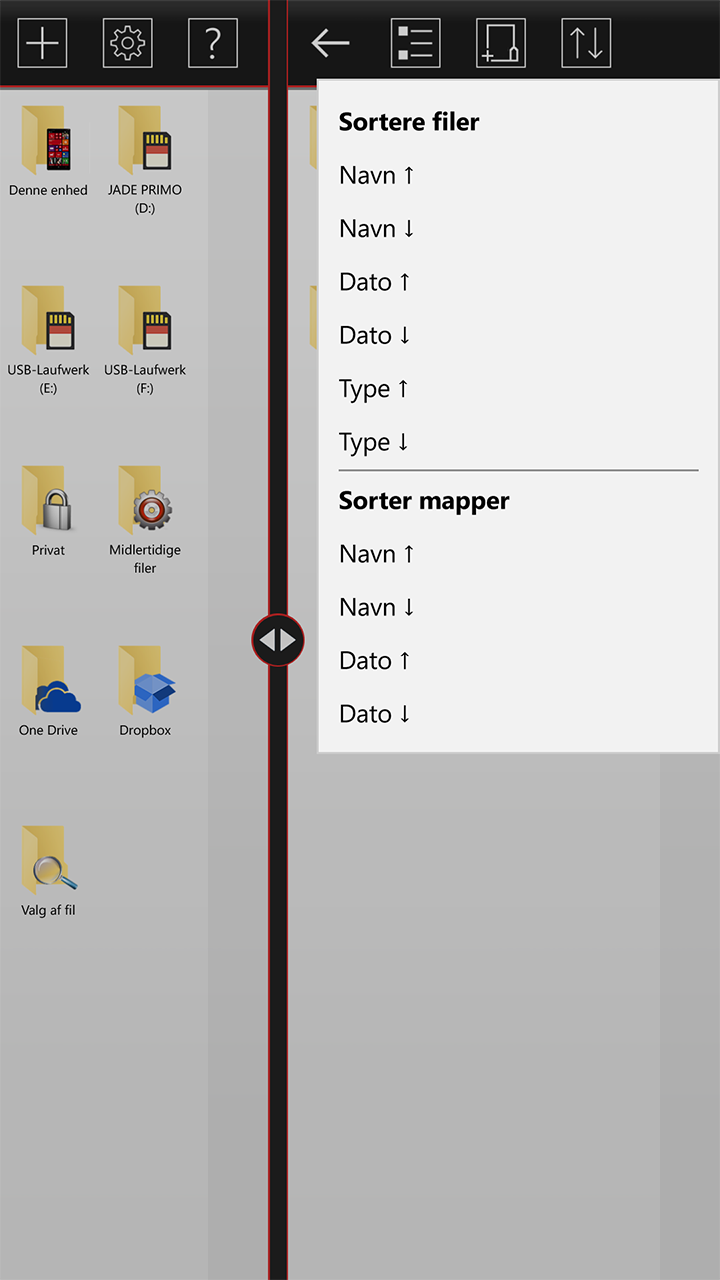 Denne enhed
JADE PRIMO
(D:)
USB-Laufwerk
(E:)
USB-Laufwerk
(F:)
Privat
Midlertidige
filer
One Drive
Dropbox
Valg af fil
Sortere filer
Navn ↑
Navn ↓
Dato ↑
Dato ↓
Type ↑
Type ↓
Sorter mapper
Navn ↑
Navn ↓
Dato ↑
Dato ↓